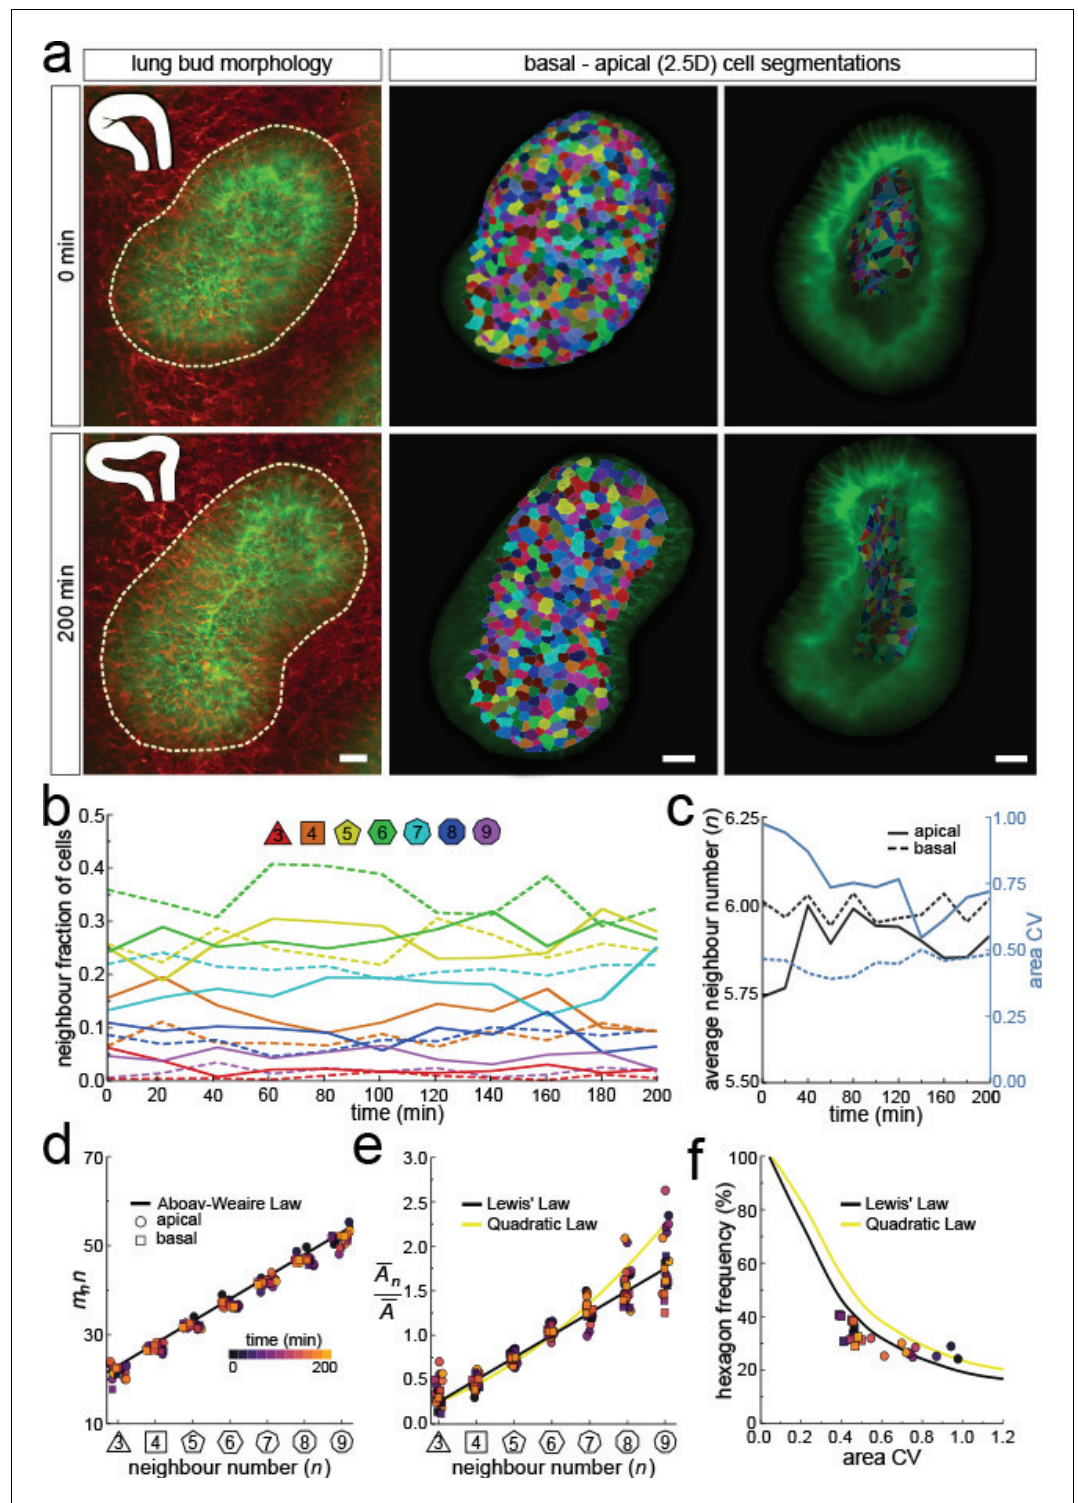 a
lung bud morphology
basal - apical (2.5D) cell segmentations
0 min
200 min
b
neighbour fraction of cells
0.5
0.4
0.3
0.2
0.1
0.0
3 4 5 6 7 8 9
0 20 40 60 80 100 120 140 160 180 200
time (min)
c
average neighbour number (n)
6.25
6.00
5.75
5.50
apical
basal
1.00
0.75
0.50
0.25
0.00
area CV
0 40 80 120 160 200
time (min)
d
mₙn
70
50
30
10
Aboav-Weaire Law
apical
basal
time (min)
0 200
3 4 5 6 7 8 9
neighbour number (n)
e
A̅ₙ
A̅
3.0
2.5
2.0
1.5
1.0
0.5
0.0
Lewis' Law
Quadratic Law
3 4 5 6 7 8 9
neighbour number (n)
f
hexagon frequency (%)
100
80
60
40
20
0
Lewis' Law
Quadratic Law
0.0 0.2 0.4 0.6 0.8 1.0 1.2
area CV